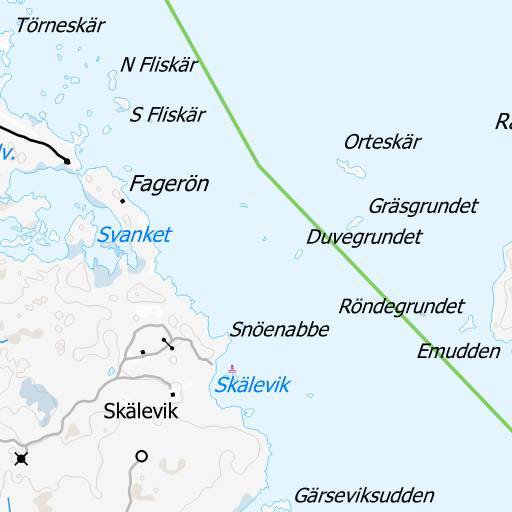 Törneskär
N Fliskär
S Fliskär
Orteskär
Fagerön
Gräsgrundet
Svanket
Duvegrundet
Röndegrundet
Snöenabbe
Emudden
Skälevik
Skälevik
Gärseviksudden